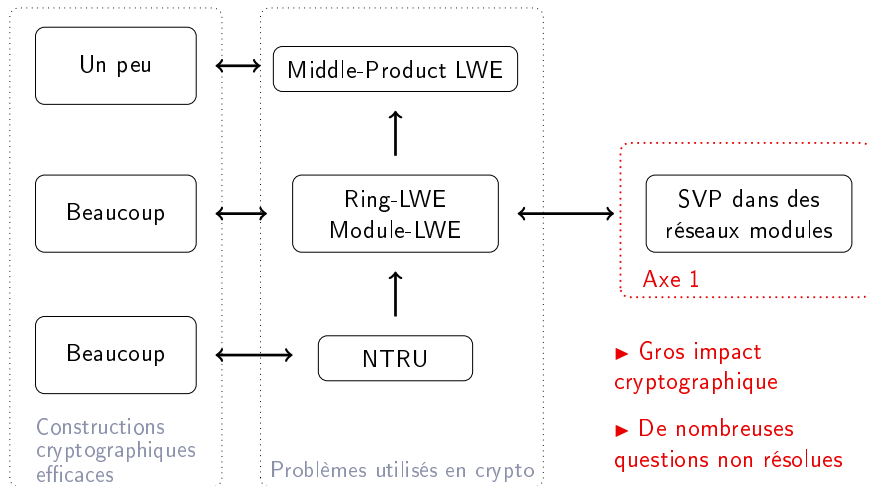 Un peu
Middle-Product LWE
Beaucoup
Ring-LWE
Module-LWE
SVP dans des
réseaux modules
Axe 1
Beaucoup
NTRU
► Gros impact
cryptographique
► De nombreuses
questions non résolues
Constructions
cryptographiques
efficaces
Problèmes utilisés en crypto